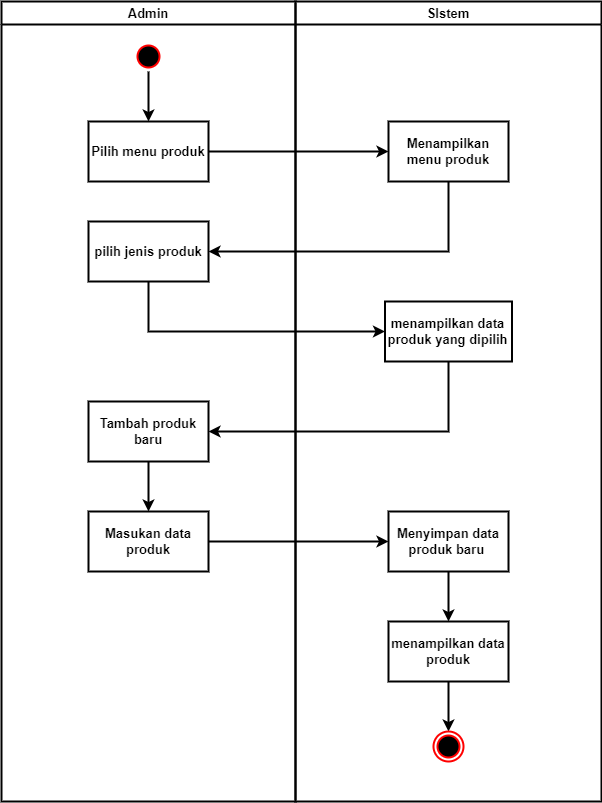 Admin
SIstem
Pilih menu produk
Menampilkan
menu produk
pilih jenis produk
menampilkan data
produk yang dipilih
Tambah produk
baru
Masukan data
produk
Menyimpan data
produk baru
menampilkan data
produk